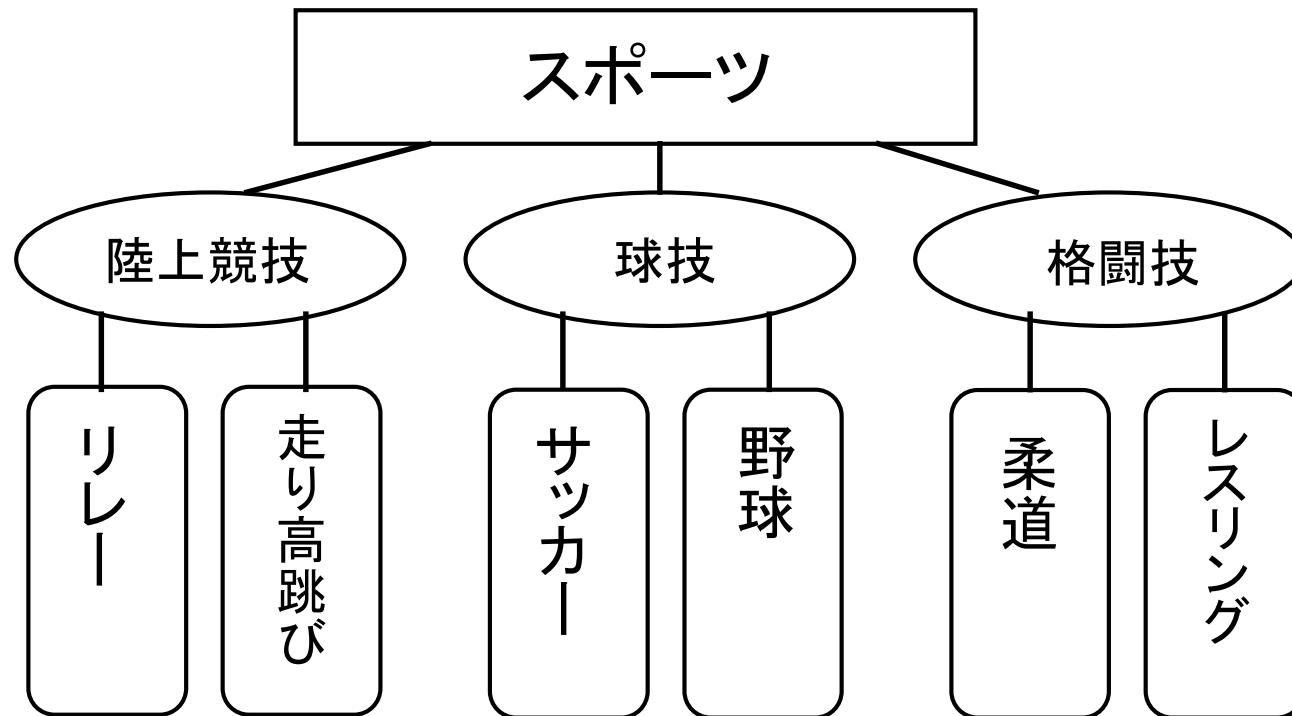 スポーツ
陸上競技
球技
格闘技
リレー
走り高跳び
サッカー
野球
柔道
レスリング